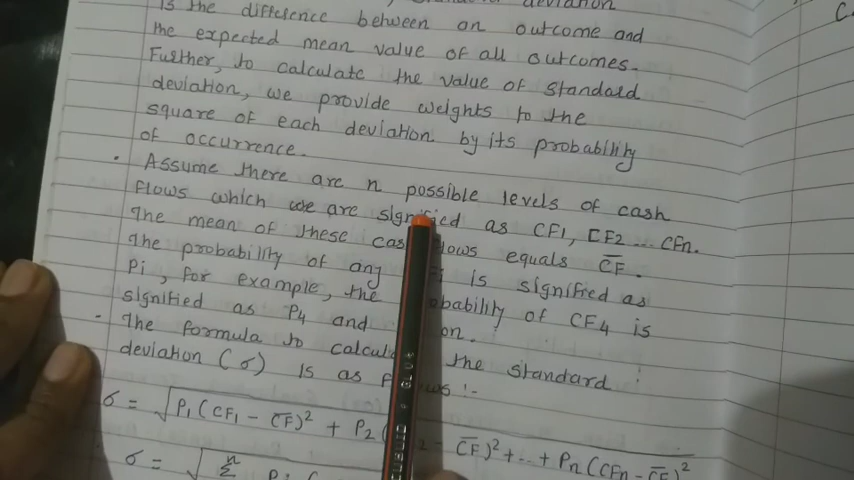 is the difference between an outcome and
the expected mean value of all outcomes.
Further, to calculate the value of standard
deviation, we provide weights to the
square of each deviation by its probability
of occurrence.
• Assume there are n possible levels of cash
flows which we are signified as CF1, CF2 ... CFn.
The mean of these cas lows equals C̅F̅.
The probability of any i is signified as
Pi, for example, the obability of CF4 is
signified as P4 and on.
• The formula to calcul the standard
deviation (σ) is as f ws :-
σ = √P1(CF1 - C̅F̅)² + P2( 2 - C̅F̅)² + ... + Pn(CFn - C̅F̅)²
σ = √ n Σ Pi (